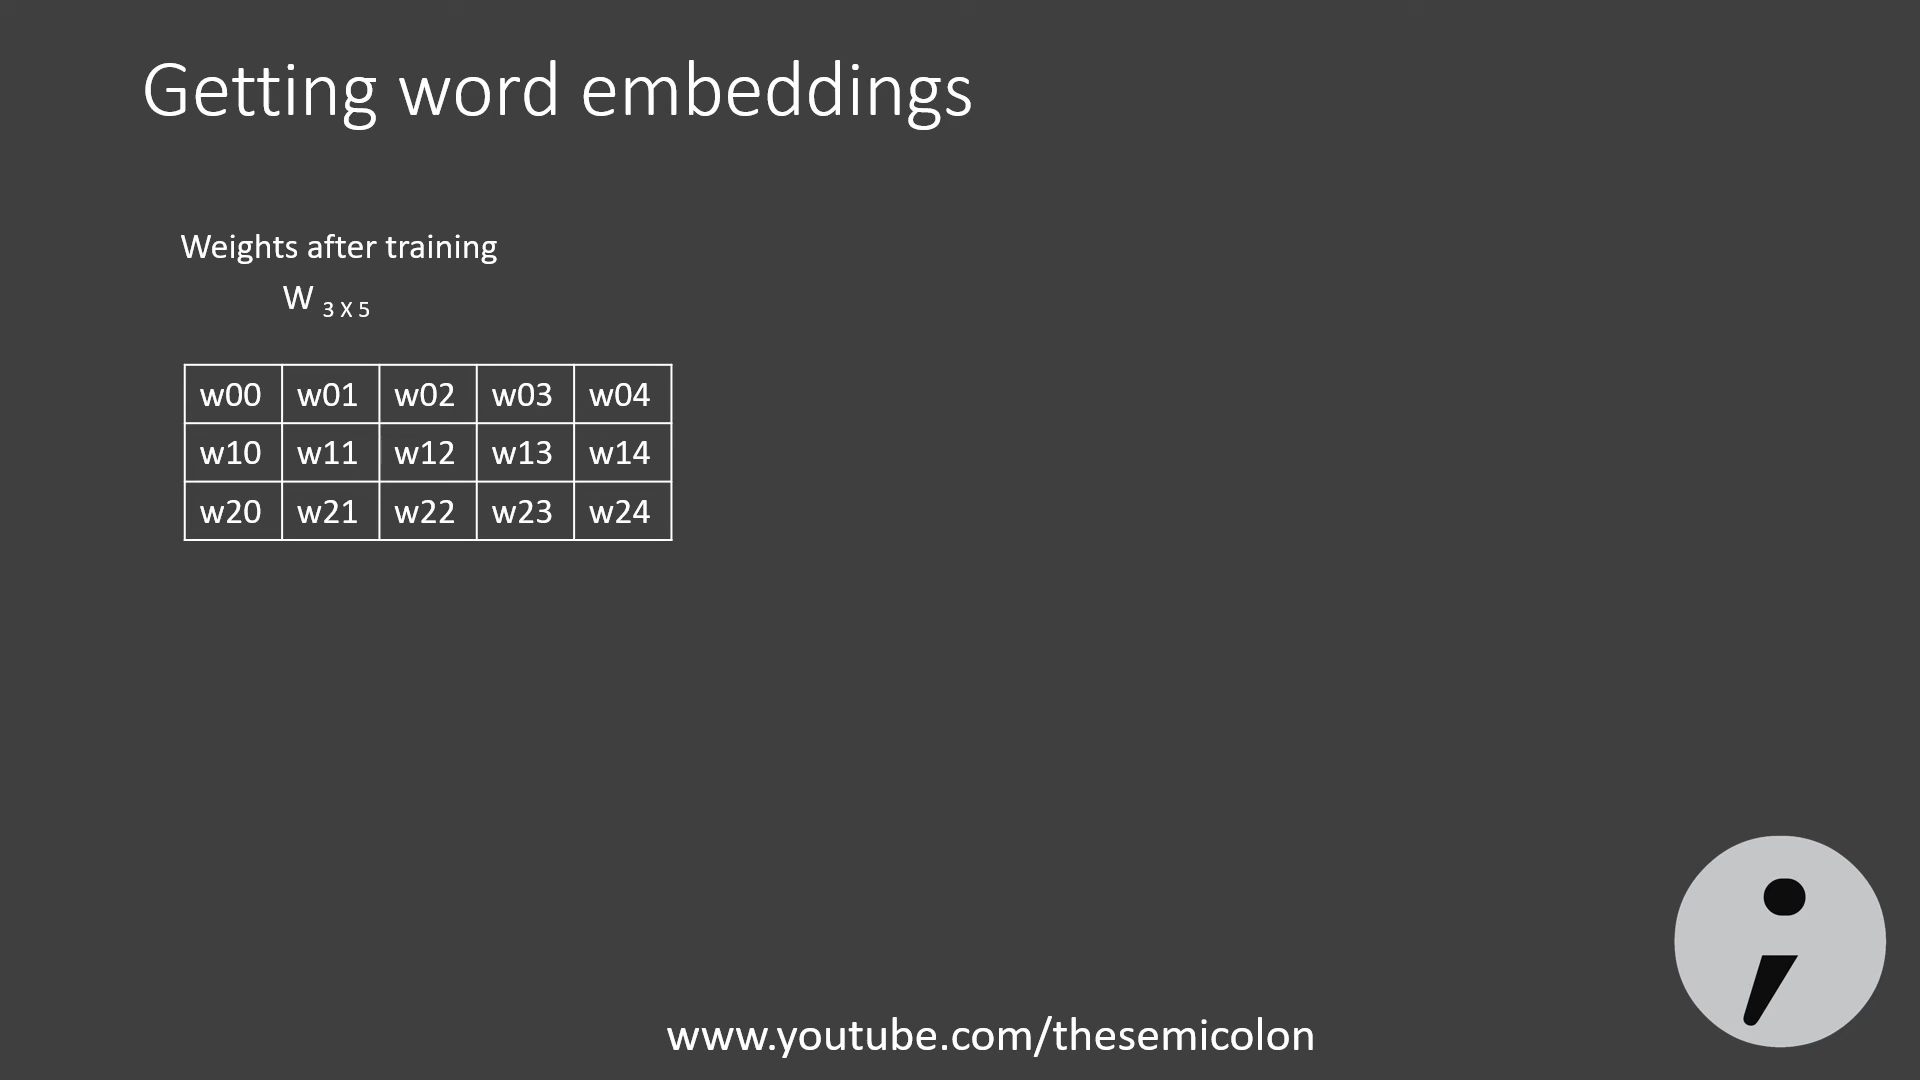 Getting word embeddings
Weights after training
W 3 X 5
w00 w01 w02 w03 w04
w10 w11 w12 w13 w14
w20 w21 w22 w23 w24
www.youtube.com/thesemicolon